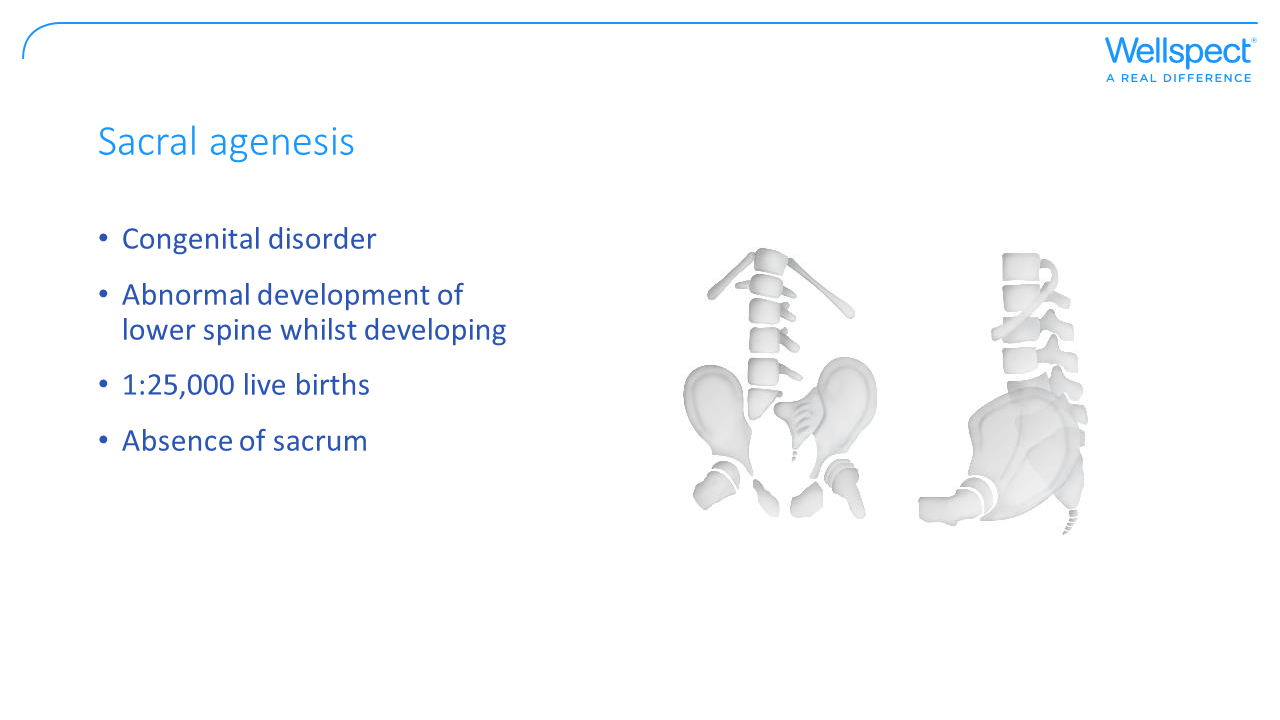 Wellspect®
A REAL DIFFERENCE
Sacral agenesis
• Congenital disorder
• Abnormal development of
lower spine whilst developing
• 1:25,000 live births
• Absence of sacrum